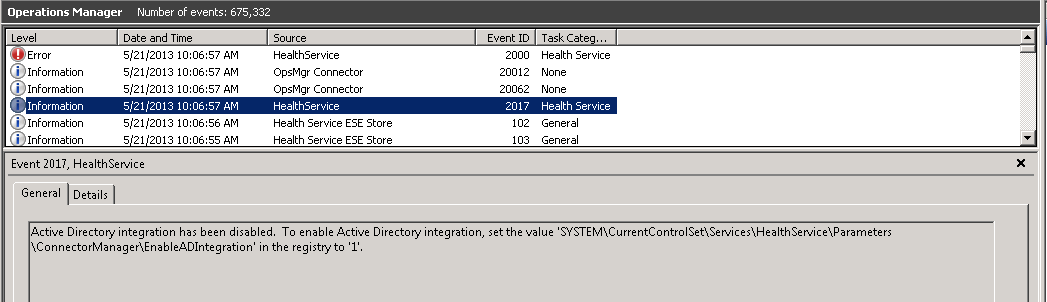 Operations Manager Number of events: 675,332
Level Date and Time Source Event ID Task Categ...
Error 5/21/2013 10:06:57 AM HealthService 2000 Health Service
Information 5/21/2013 10:06:57 AM OpsMgr Connector 20012 None
Information 5/21/2013 10:06:57 AM OpsMgr Connector 20062 None
Information 5/21/2013 10:06:57 AM HealthService 2017 Health Service
Information 5/21/2013 10:06:56 AM Health Service ESE Store 102 General
Information 5/21/2013 10:06:55 AM Health Service ESE Store 103 General
Event 2017, HealthService
General Details
Active Directory integration has been disabled. To enable Active Directory integration, set the value 'SYSTEM\CurrentControlSet\Services\HealthService\Parameters
\ConnectorManager\EnableADIntegration' in the registry to '1'.